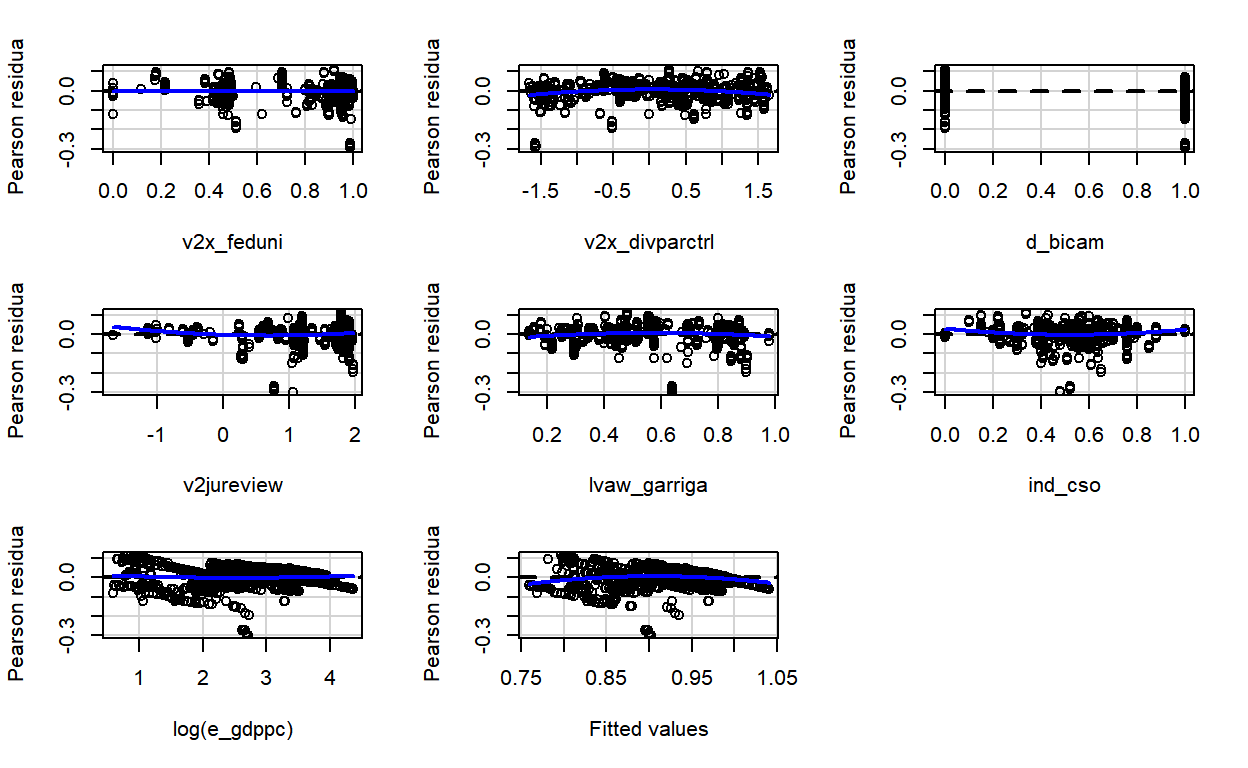 Pearson residua
0.0
-0.3
0.0 0.2 0.4 0.6 0.8 1.0
v2x_feduni
Pearson residua
0.0
-0.3
-1.5 -0.5 0.5 1.5
v2x_divparctrl
Pearson residua
0.0
-0.3
0.0 0.2 0.4 0.6 0.8 1.0
d_bicam
Pearson residua
0.0
-0.3
-1 0 1 2
v2jureview
Pearson residua
0.0
-0.3
0.2 0.4 0.6 0.8 1.0
lvaw_garriga
Pearson residua
0.0
-0.3
0.0 0.2 0.4 0.6 0.8 1.0
ind_cso
Pearson residua
0.0
-0.3
1 2 3 4
log(e_gdppc)
Pearson residua
0.0
-0.3
0.75 0.85 0.95 1.05
Fitted values